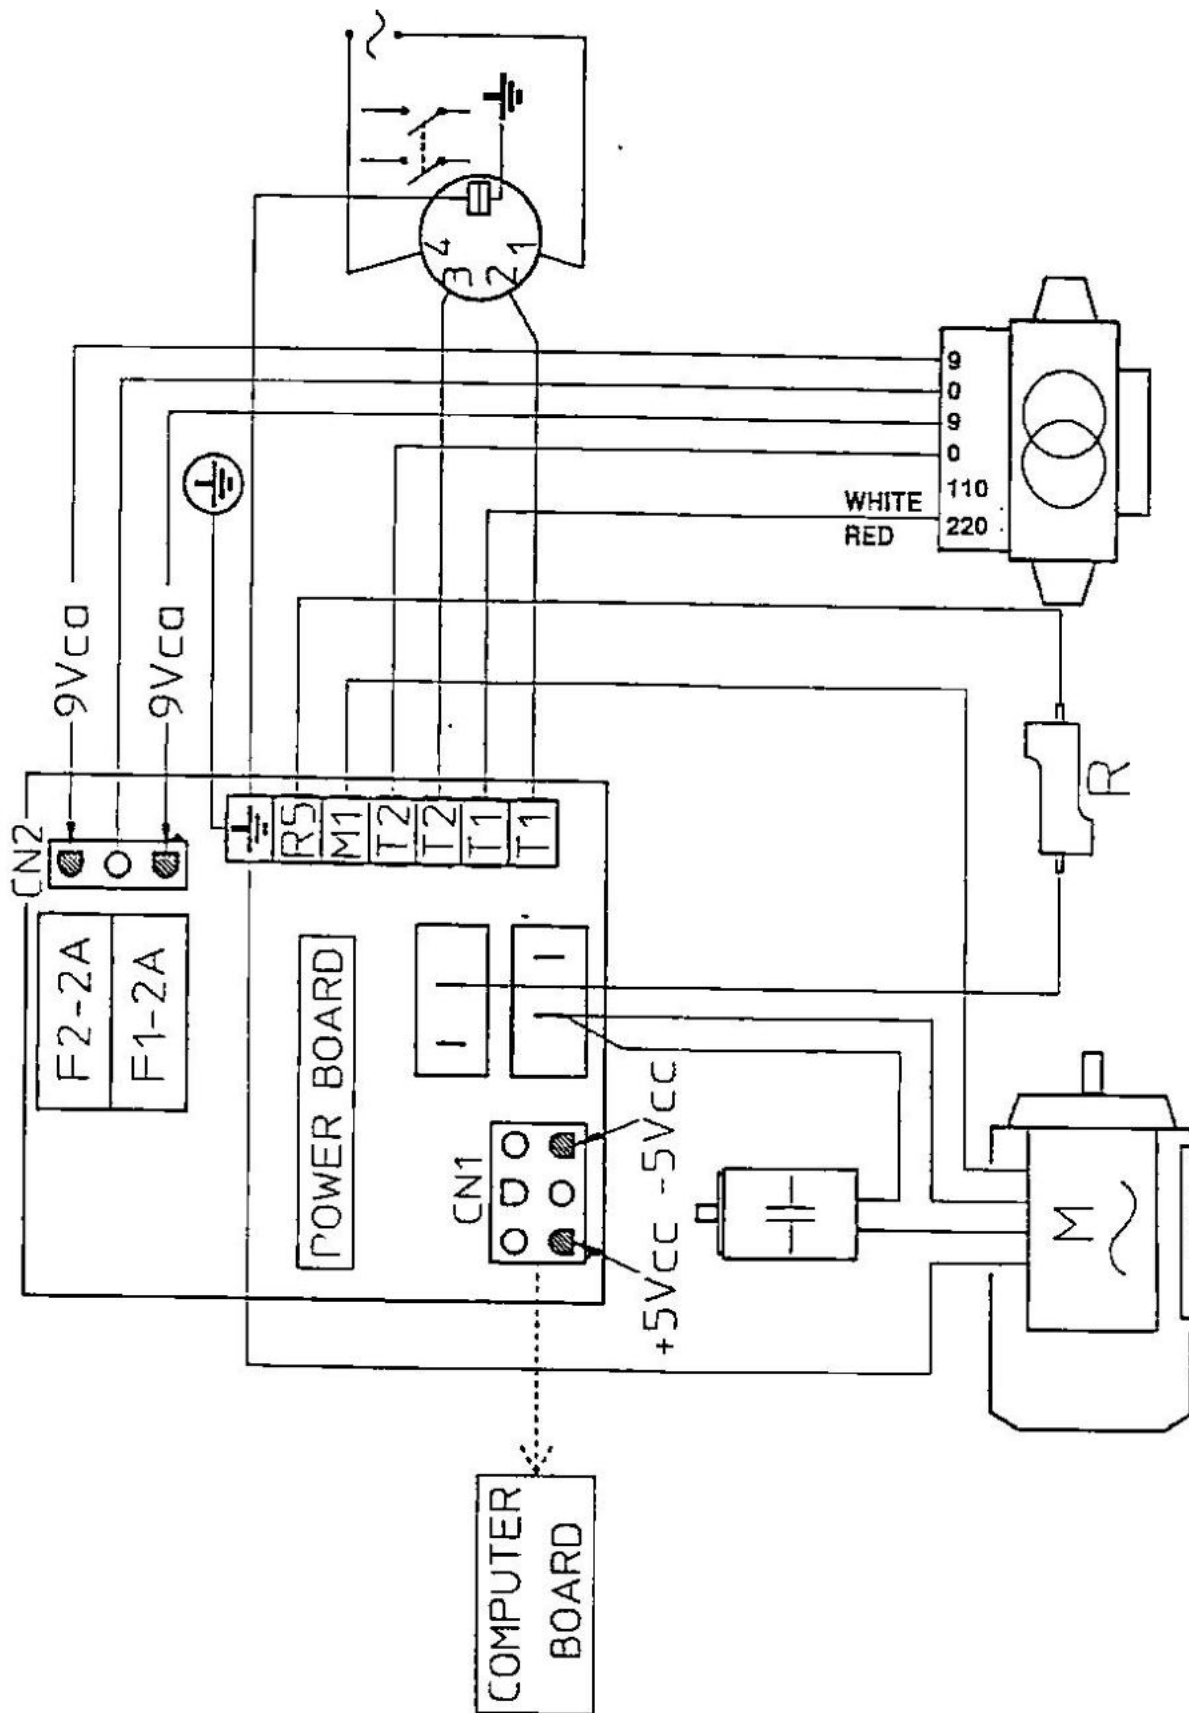 CN2
9Vca
9Vca
F2-2A
F1-2A
RS
M1
T2
T2
T1
T1
POWER BOARD
CN1
+5Vcc -5Vcc
COMPUTER
BOARD
4
3
2
1
9
0
9
0
110
220
WHITE
RED
R
M